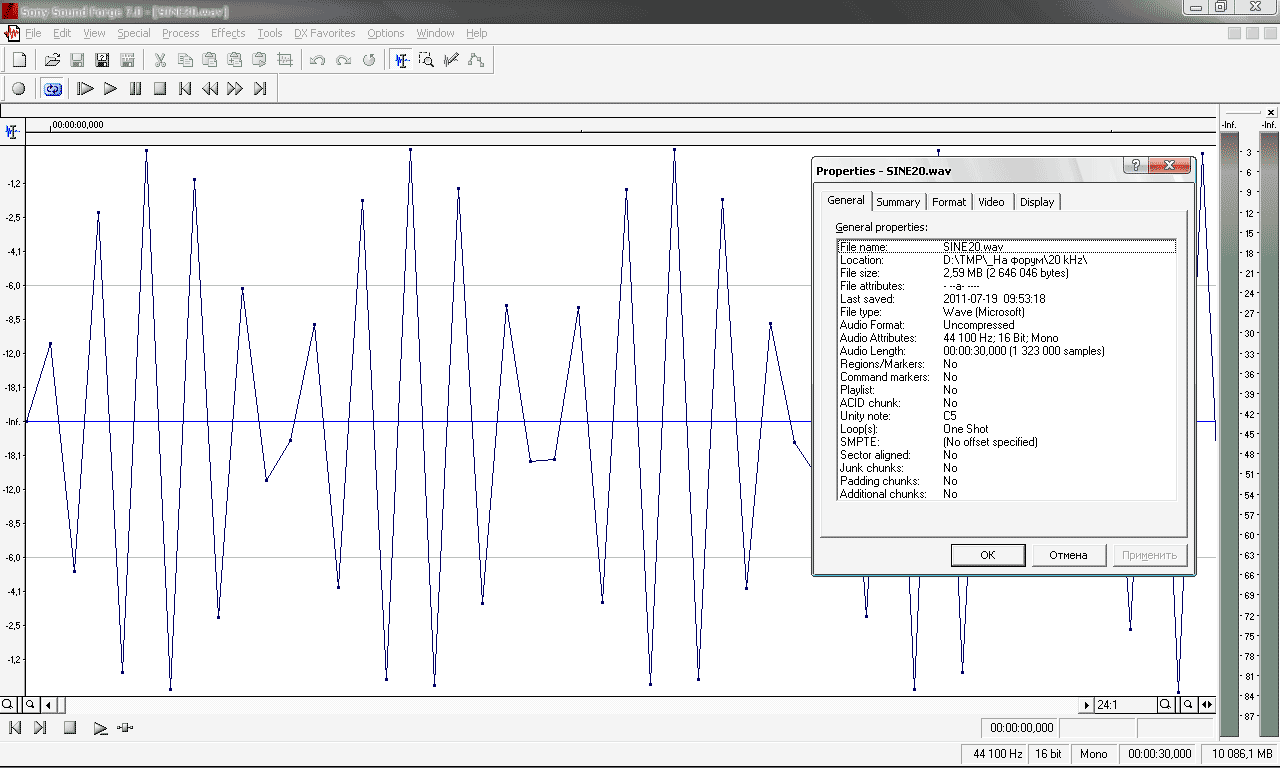 Sony Sound Forge 7.0 - [SINE20.wav]
File Edit View Special Process Effects Tools DX Favorites Options Window Help
00:00:00,000
-Inf. -Inf.
-1,2
-2,5
-4,1
-6,0
-8,5
-12,0
-18,1
-Inf.
-18,1
-12,0
-8,5
-6,0
-4,1
-2,5
-1,2
Properties - SINE20.wav
General Summary Format Video Display
General properties:
File name: SINE20.wav
Location: D:\TMP\_На форум\20 kHz\
File size: 2,59 MB (2 646 046 bytes)
File attributes: - --a- ----
Last saved: 2011-07-19 09:53:18
File type: Wave (Microsoft)
Audio Format: Uncompressed
Audio Attributes: 44 100 Hz; 16 Bit; Mono
Audio Length: 00:00:30,000 (1 323 000 samples)
Regions/Markers: No
Command markers: No
Playlist: No
ACID chunk: No
Unity note: C5
Loop(s): One Shot
SMPTE: (No offset specified)
Sector aligned: No
Junk chunks: No
Padding chunks: No
Additional chunks: No
OK Отмена Применить
- 3 -
- 6 -
- 9 -
- 12 -
- 15 -
- 18 -
- 21 -
- 24 -
- 27 -
- 30 -
- 33 -
- 36 -
- 39 -
- 42 -
- 45 -
- 48 -
- 51 -
- 54 -
- 57 -
- 60 -
- 63 -
- 66 -
- 69 -
- 72 -
- 75 -
- 78 -
- 81 -
- 84 -
- 87 -
24:1
00:00:00,000
44 100 Hz 16 bit Mono 00:00:30,000 10 086,1 MB